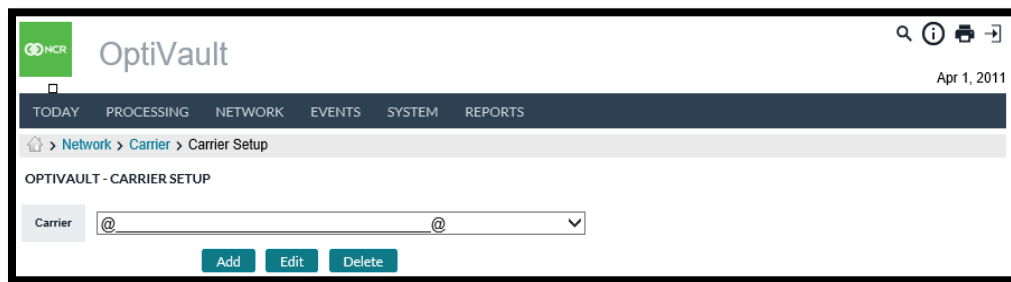 NCR OptiVault
Apr 1, 2011
TODAY PROCESSING NETWORK EVENTS SYSTEM REPORTS
> Network > Carrier > Carrier Setup
OPTIVAULT - CARRIER SETUP
Carrier @______________________________________@
Add Edit Delete